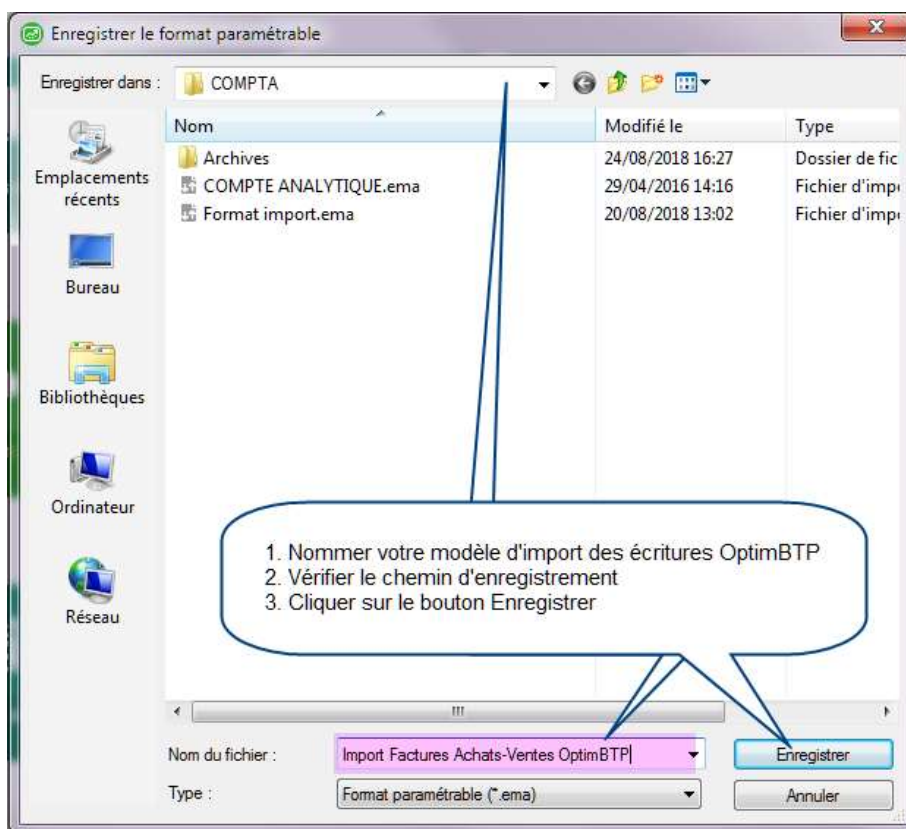 Enregistrer le format paramétrable
Enregistrer dans :
COMPTA
Nom
Modifié le
Type
Archives
24/08/2018 16:27
Dossier de fic
COMPTE ANALYTIQUE.ema
29/04/2016 14:16
Fichier d'impo
Format import.ema
20/08/2018 13:02
Fichier d'impo
Emplacements
récents
Bureau
Bibliothèques
Ordinateur
Réseau
1. Nommer votre modèle d'import des écritures OptimBTP
2. Vérifier le chemin d'enregistrement
3. Cliquer sur le bouton Enregistrer
Nom du fichier :
Import Factures Achats-Ventes OptimBTP
Enregistrer
Type :
Format paramétrable (*.ema)
Annuler